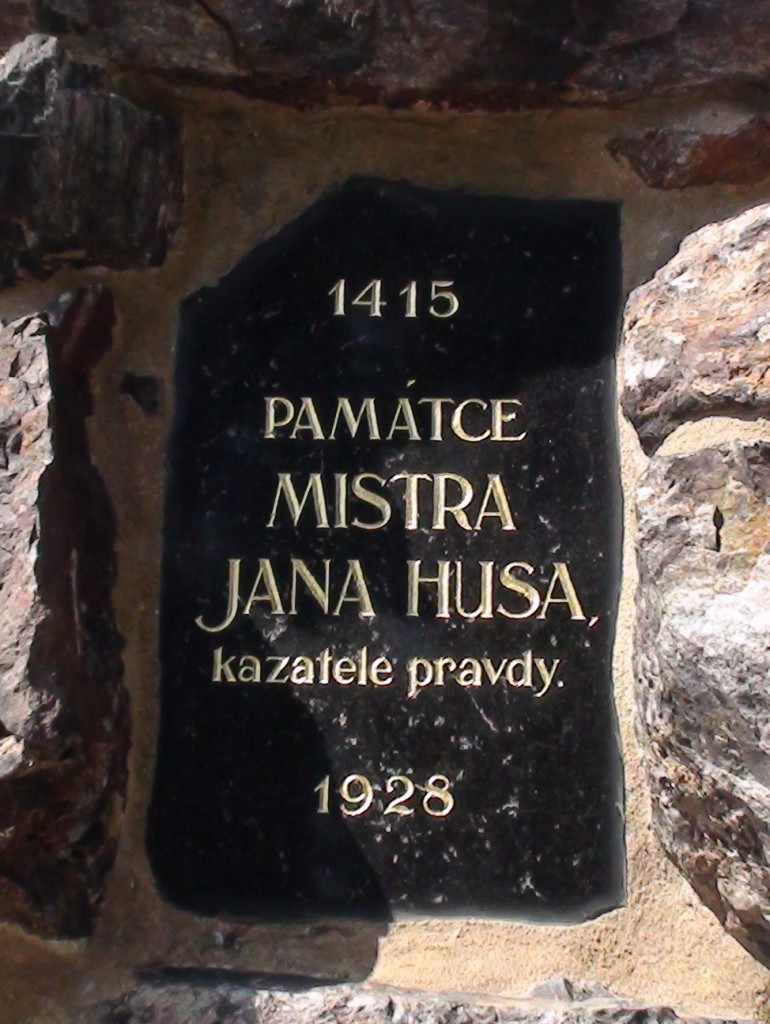 1415
PAMÁTCE
MISTRA
JANA HUSA,
kazatele pravdy.
1928